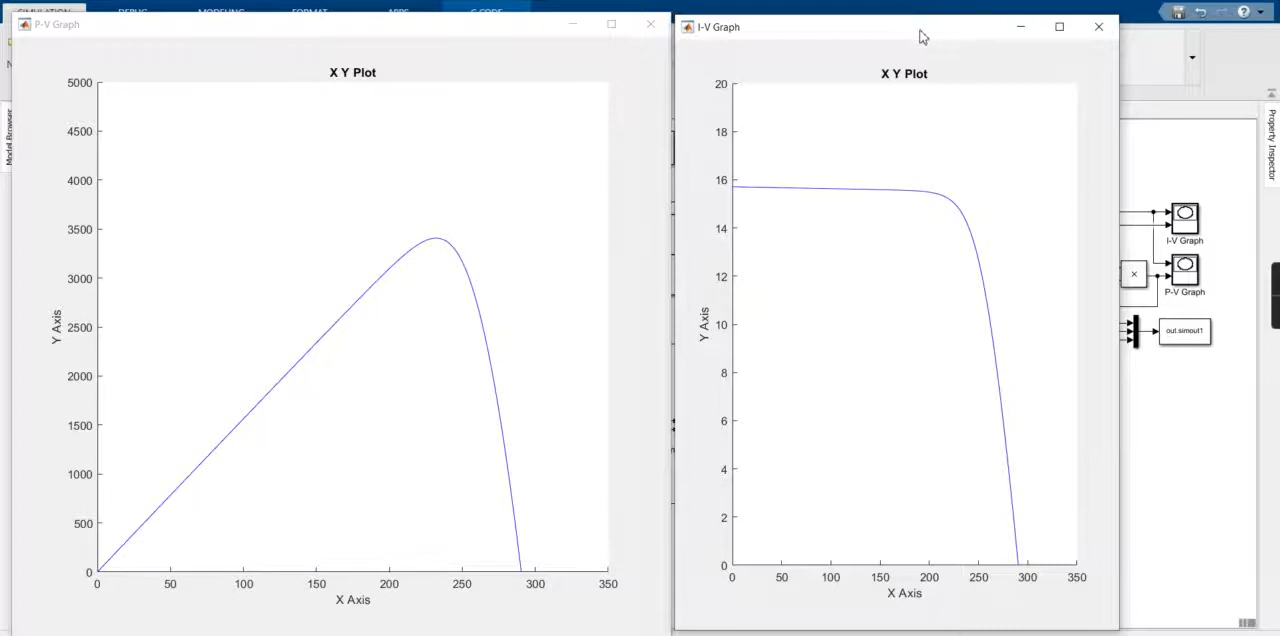 P-V Graph
X Y Plot
5000
4500
4000
3500
3000
2500
2000
1500
1000
500
0
Y Axis
0 50 100 150 200 250 300 350
X Axis
I-V Graph
X Y Plot
20
18
16
14
12
10
8
6
4
2
0
Y Axis
0 50 100 150 200 250 300 350
X Axis
SIMULATION DEBUG MODELING FORMAT APPS C CODE
Model Browser
Property Inspector
I-V Graph
×
P-V Graph
out.simout1